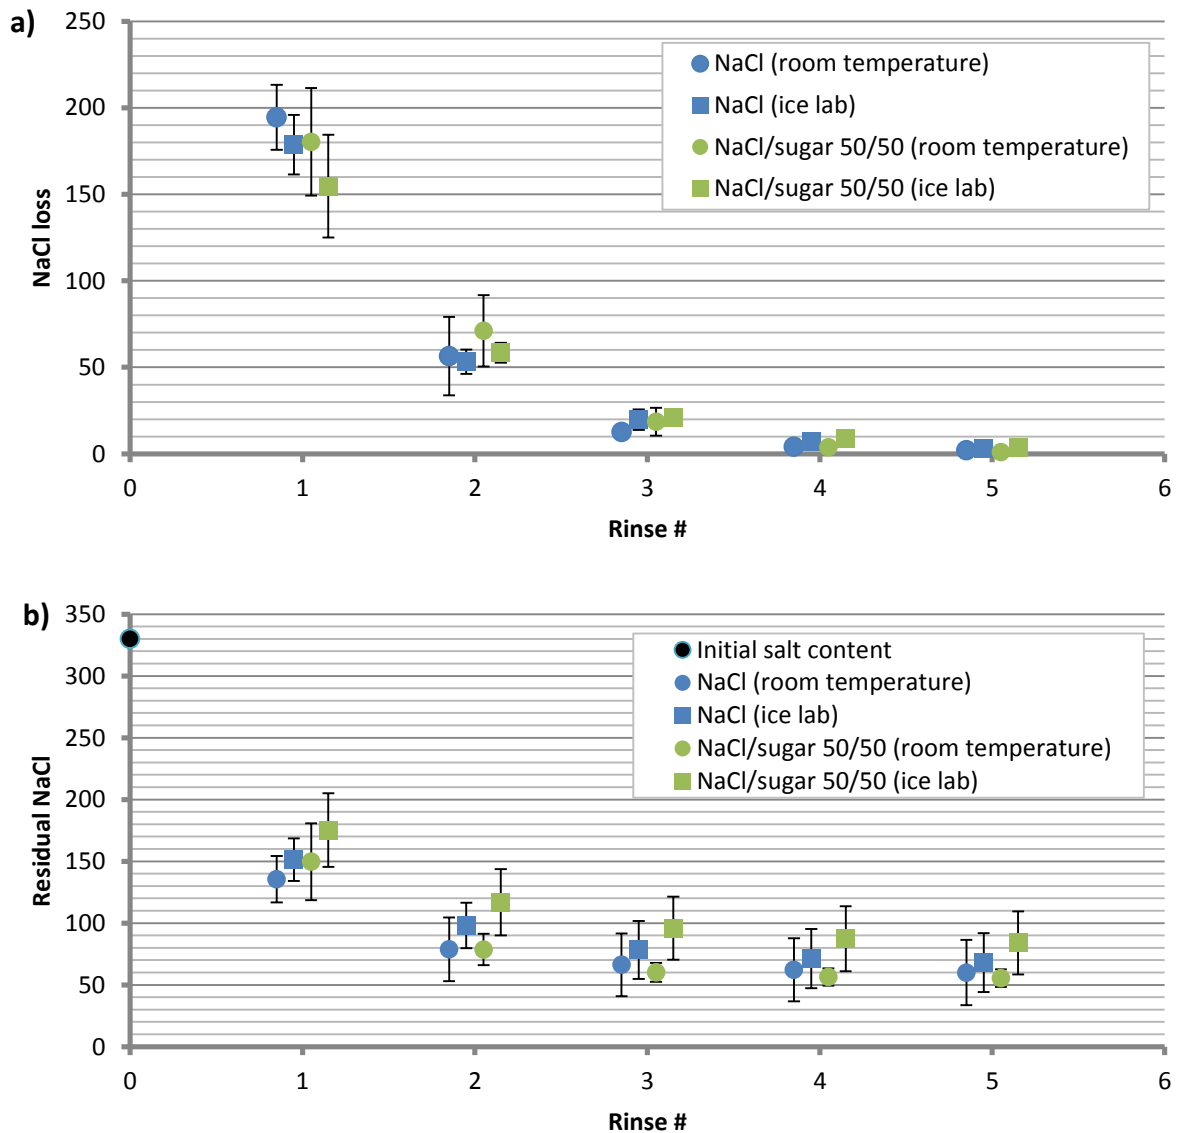 a)
250
200
150
100
50
0
NaCl loss
NaCl (room temperature)
NaCl (ice lab)
NaCl/sugar 50/50 (room temperature)
NaCl/sugar 50/50 (ice lab)
0 1 2 3 4 5 6
Rinse #
b)
350
300
250
200
150
100
50
0
Residual NaCl
Initial salt content
NaCl (room temperature)
NaCl (ice lab)
NaCl/sugar 50/50 (room temperature)
NaCl/sugar 50/50 (ice lab)
0 1 2 3 4 5 6
Rinse #